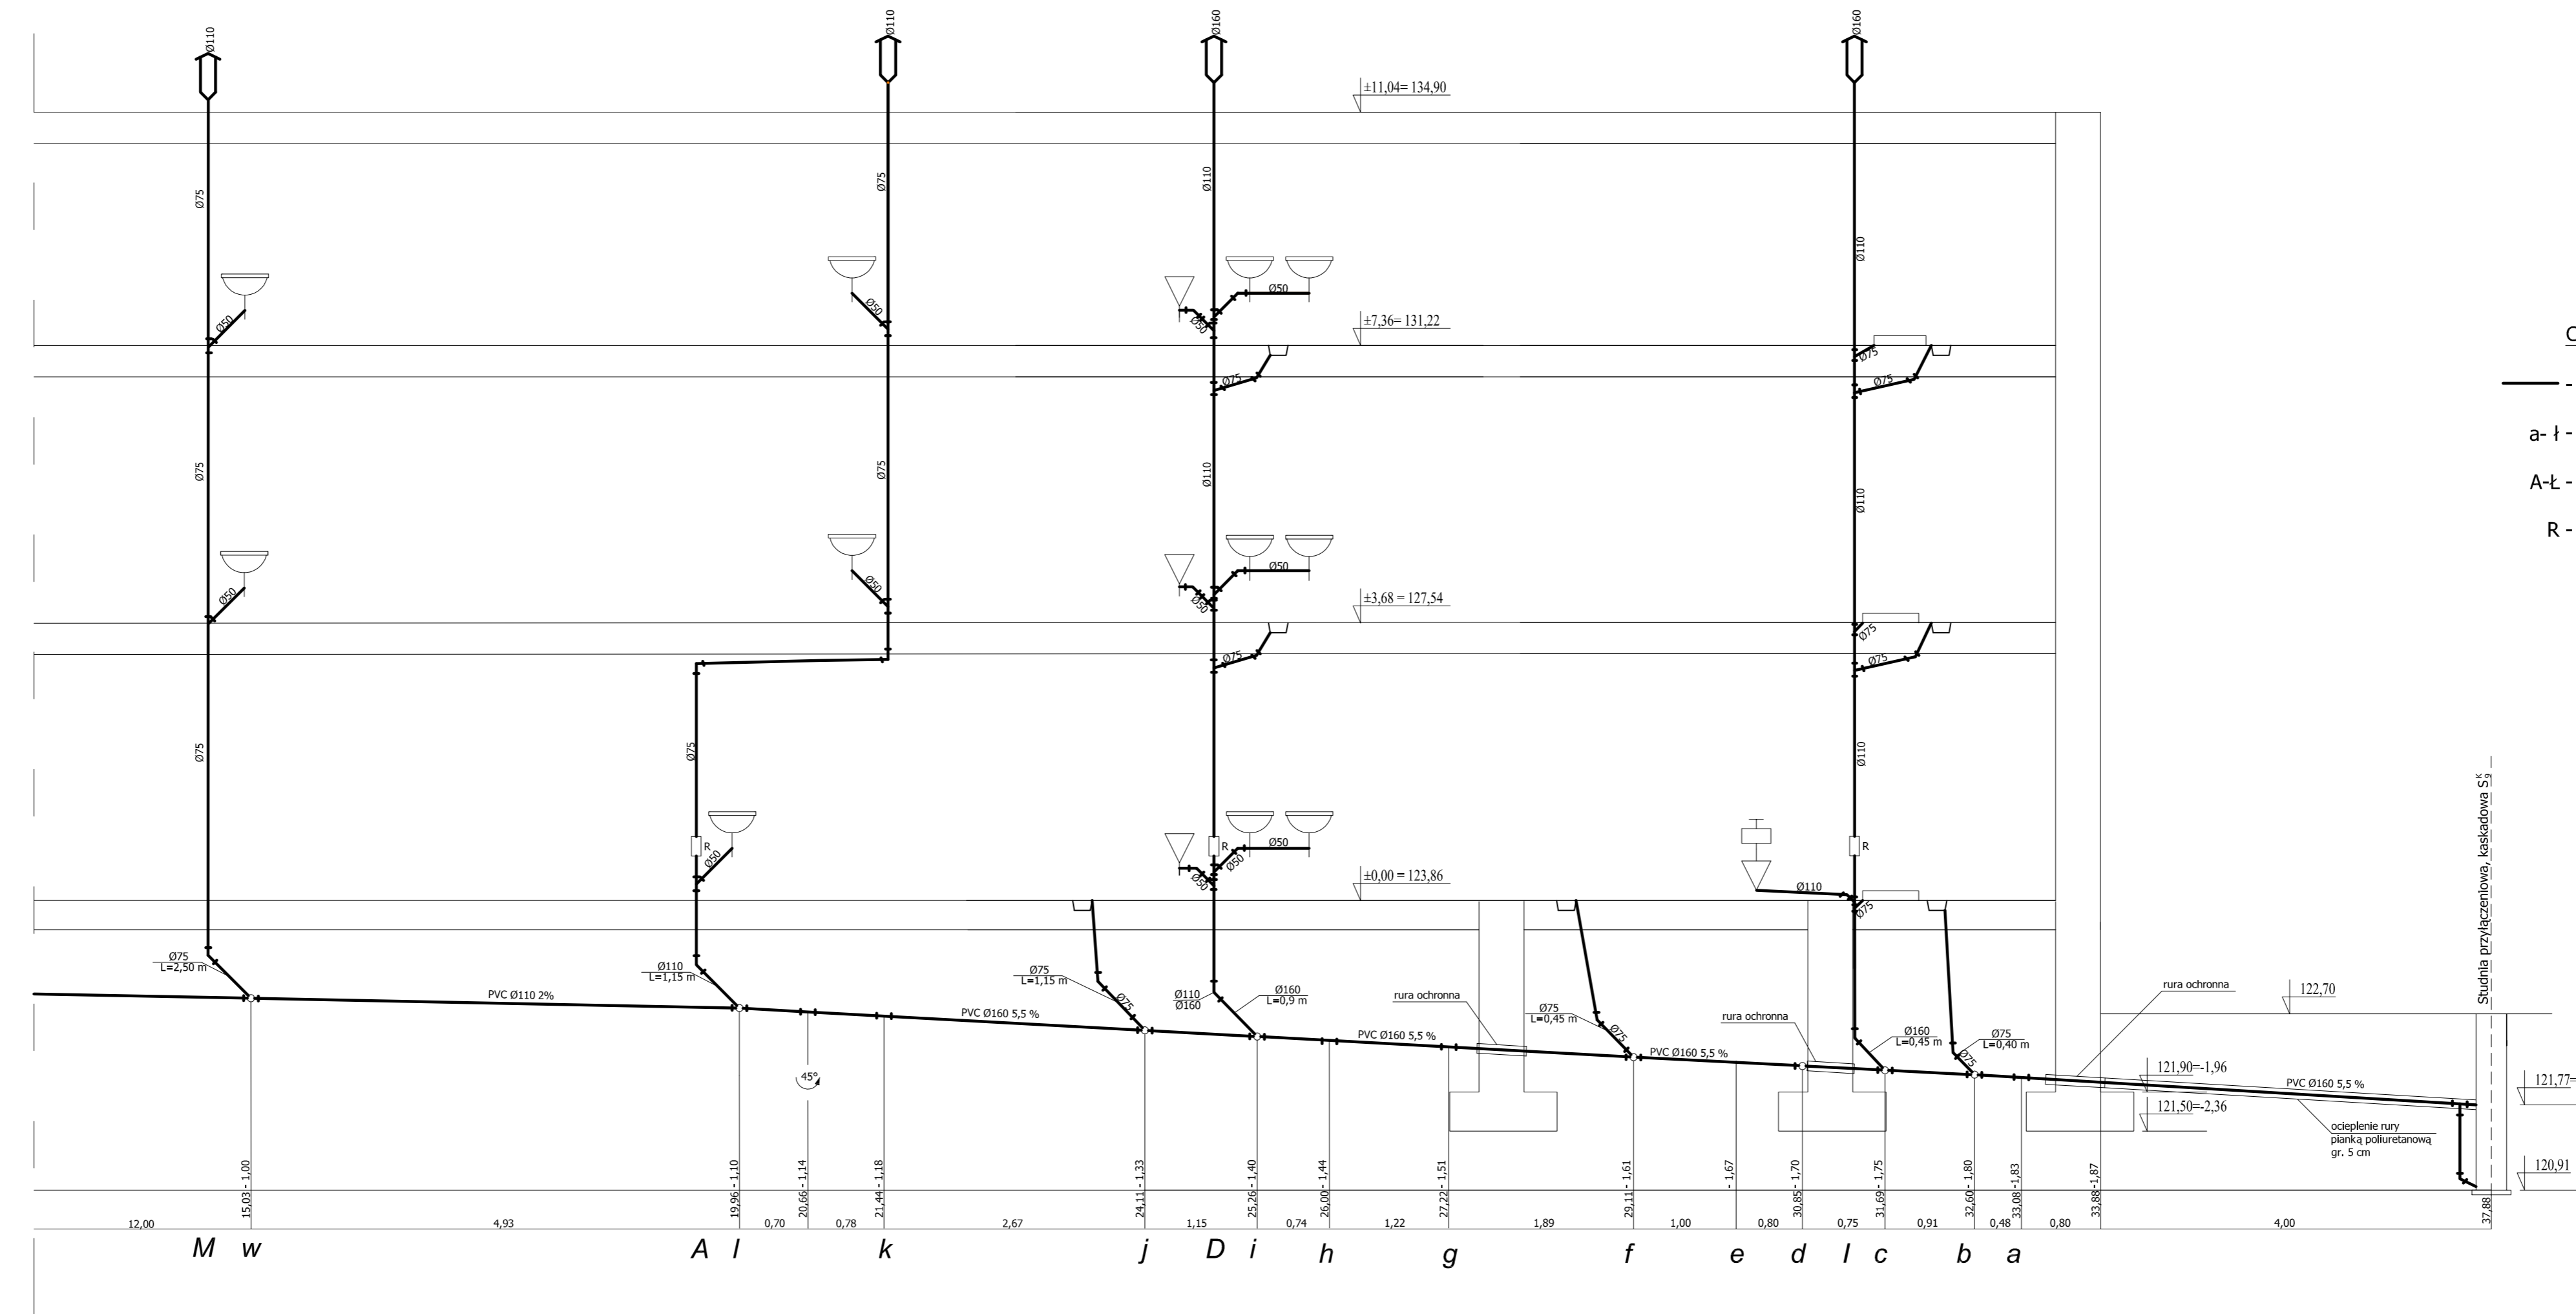 Ø110
Ø110
Ø160
Ø160
±11,04= 134,90
Ø75
Ø75
Ø110
Ø110
Ø50
Ø50
Ø50
Ø50
±7,36= 131,22
Ø75
Ø75
Ø75
O
-
a- ł -
A-Ł -
R -
Ø75
Ø75
Ø110
Ø110
Ø50
Ø50
Ø50
Ø50
±3,68 = 127,54
Ø75
Ø75
Ø75
Ø75
Ø75
Ø110
R
Ø50
R
Ø50
Ø50
Ø50
R
±0,00 = 123,86
Ø110
Ø75
Studnia przyłączeniowa, kaskadowa S
Ø75
L=2,50 m
Ø110
L=1,15 m
Ø75
L=1,15 m
Ø75
Ø110
Ø160
Ø160
L=0,9 m
rura ochronna
Ø75
L=0,45 m
Ø75
rura ochronna
Ø160
L=0,45 m
Ø75
L=0,40 m
Ø75
rura ochronna
122,70
PVC Ø110 2%
PVC Ø160 5,5 %
PVC Ø160 5,5 %
PVC Ø160 5,5 %
PVC Ø160 5,5 %
45°
121,90=-1,96
121,50=-2,36
121,77=
120,91
ocieplenie rury
pianką poliuretanową
gr. 5 cm
15,03 - 1,00
19,96 - 1,10
20,66 - 1,14
21,44 - 1,18
24,11 - 1,33
25,26 - 1,40
26,00 - 1,44
27,22 - 1,51
29,11 - 1,61
- 1,67
30,85 - 1,70
31,69 - 1,75
32,60 - 1,80
33,08 -1,83
33,88 -1,87
37,88
12,00 4,93 0,70 0,78 2,67 1,15 0,74 1,22 1,89 1,00 0,80 0,75 0,91 0,48 0,80 4,00
M w A l k j D i h g f e d I c b a